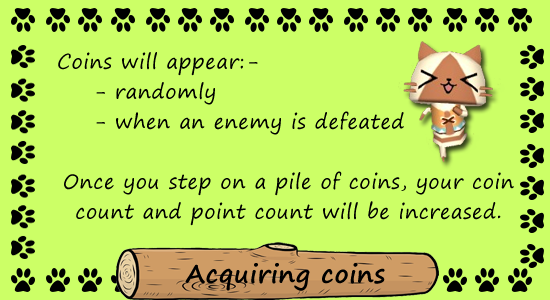 Coins will appear:-
- randomly
- when an enemy is defeated
Once you step on a pile of coins, your coin
count and point count will be increased.
Acquiring coins